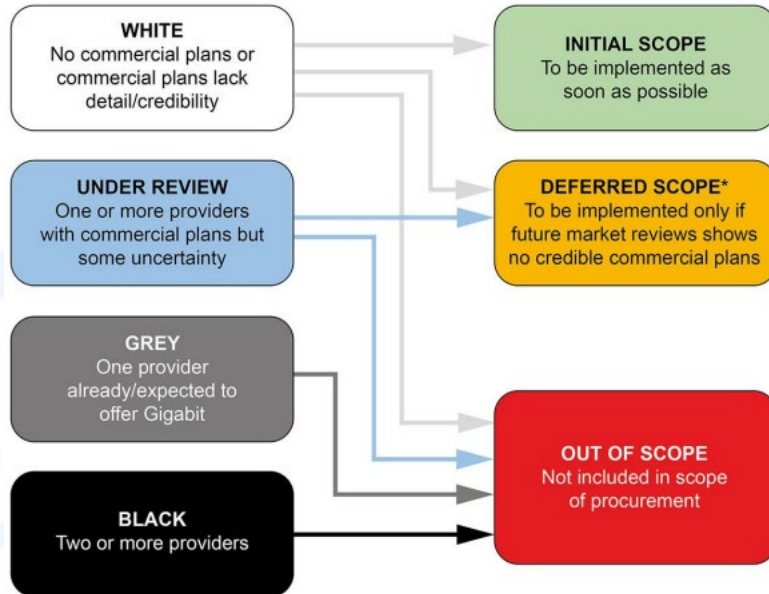 WHITE
No commercial plans or
commercial plans lack
detail/credibility
INITIAL SCOPE
To be implemented as
soon as possible
UNDER REVIEW
One or more providers
with commercial plans but
some uncertainty
DEFERRED SCOPE*
To be implemented only if
future market reviews shows
no credible commercial plans
GREY
One provider
already/expected to
offer Gigabit
BLACK
Two or more providers
OUT OF SCOPE
Not included in scope
of procurement